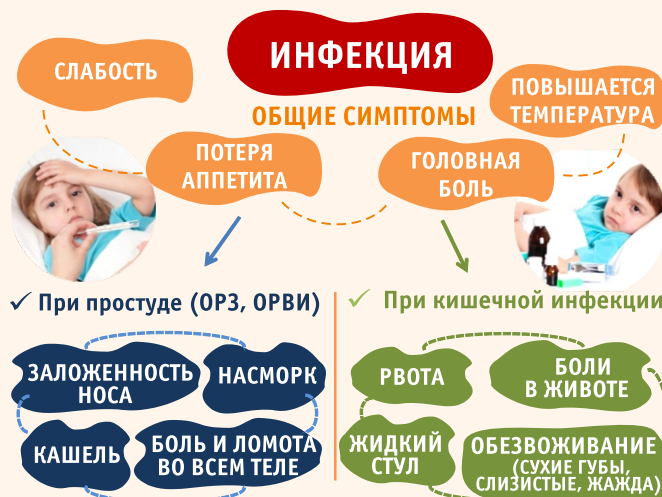 ИНФЕКЦИЯ
ОБЩИЕ СИМПТОМЫ
СЛАБОСТЬ
ПОТЕРЯ
АППЕТИТА
ГОЛОВНАЯ
БОЛЬ
ПОВЫШАЕТСЯ
ТЕМПЕРАТУРА
При простуде (ОРЗ, ОРВИ)
ЗАЛОЖЕННОСТЬ
НОСА
НАСМОРК
КАШЕЛЬ
БОЛЬ И ЛОМОТА
ВО ВСЕМ ТЕЛЕ
При кишечной инфекции
РВОТА
БОЛИ
В ЖИВОТЕ
ЖИДКИЙ
СТУЛ
ОБЕЗВОЖИВАНИЕ
(СУХИЕ ГУБЫ,
СЛИЗИСТЫЕ, ЖАЖДА)